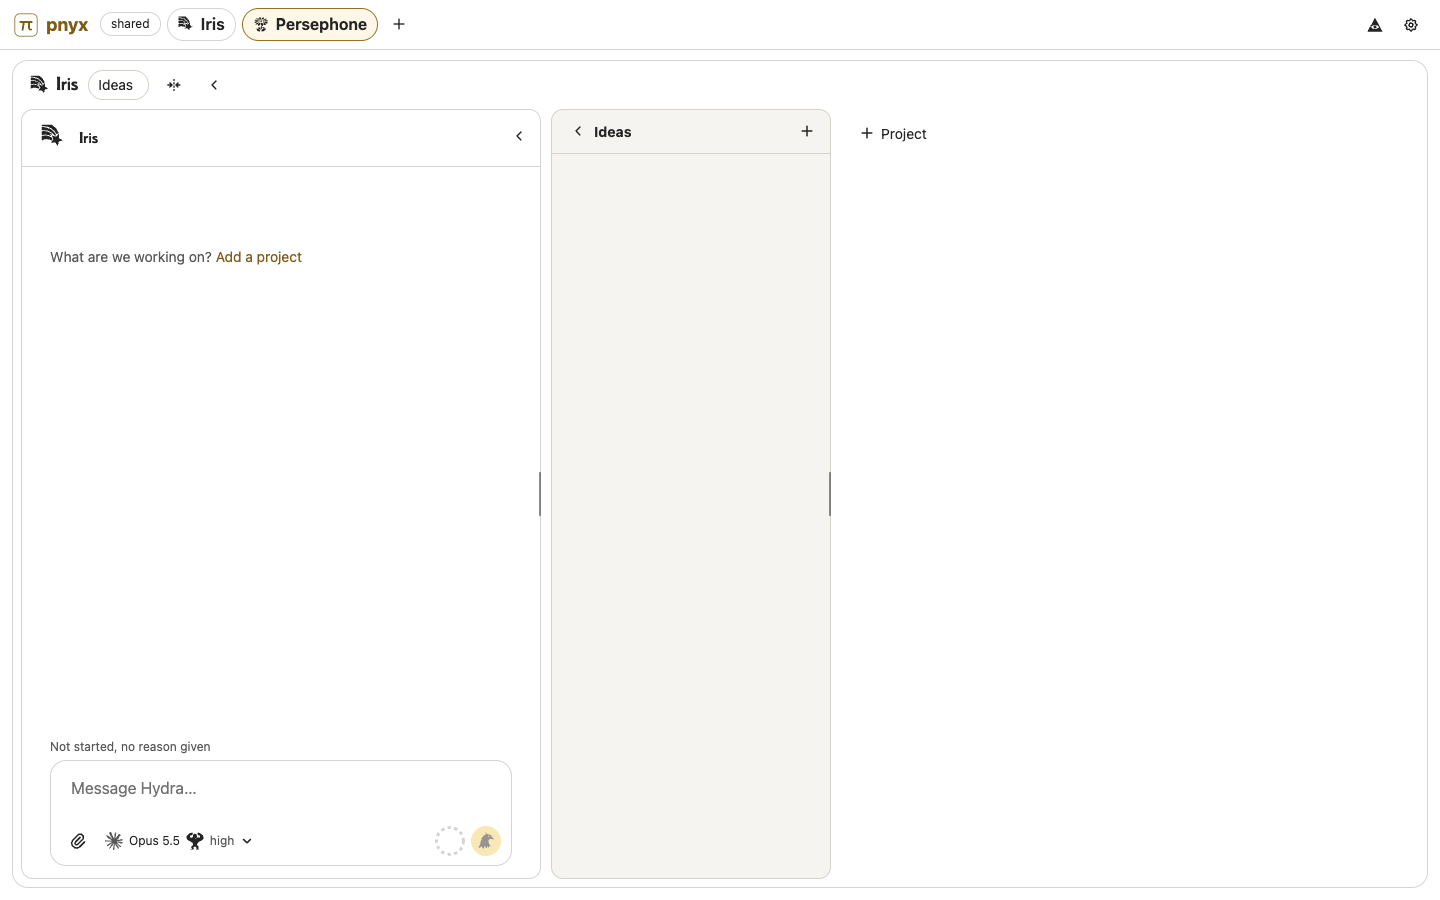 π pnyx shared Iris Persephone
Iris Ideas
Iris
Ideas
Project
What are we working on? Add a project
Not started, no reason given
Message Hydra...
Opus 5.5 high